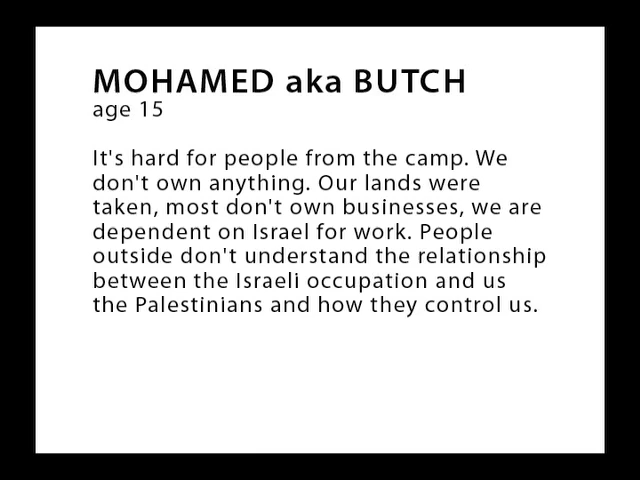 MOHAMED aka BUTCH
age 15
It's hard for people from the camp. We
don't own anything. Our lands were
taken, most don't own businesses, we are
dependent on Israel for work. People
outside don't understand the relationship
between the Israeli occupation and us
the Palestinians and how they control us.